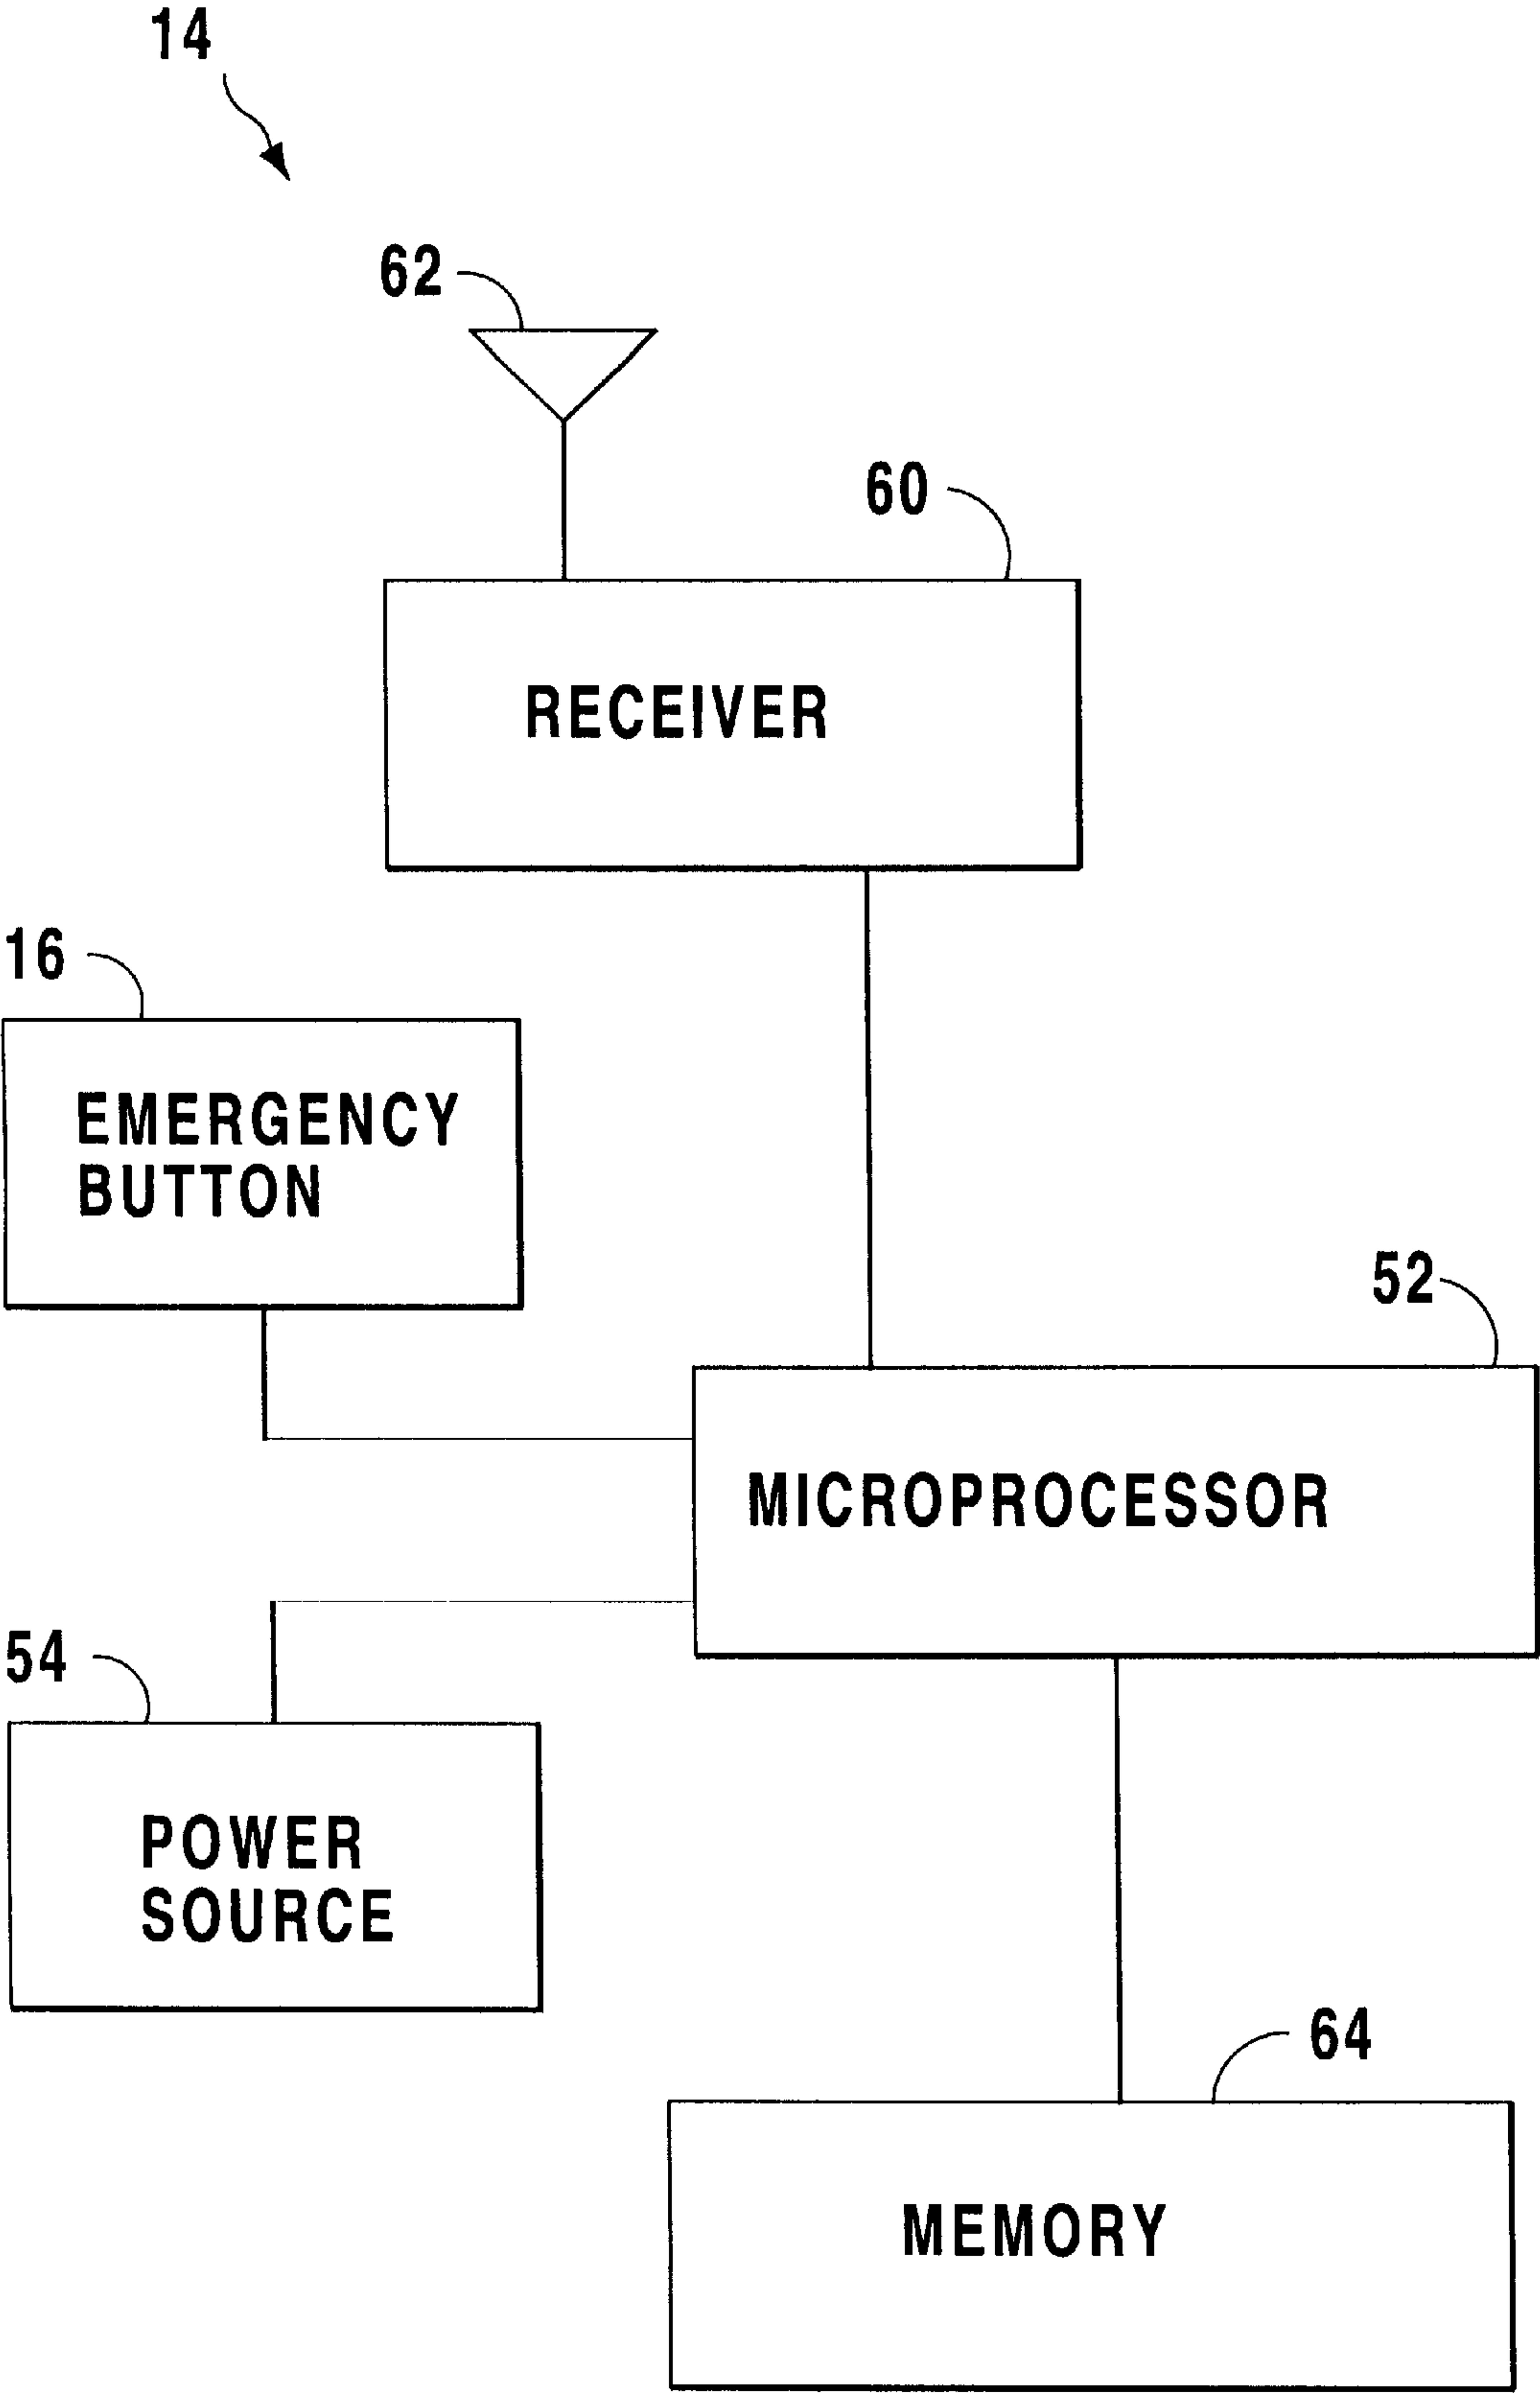 14
62
60
RECEIVER
16
EMERGENCY
BUTTON
52
MICROPROCESSOR
54
POWER
SOURCE
64
MEMORY